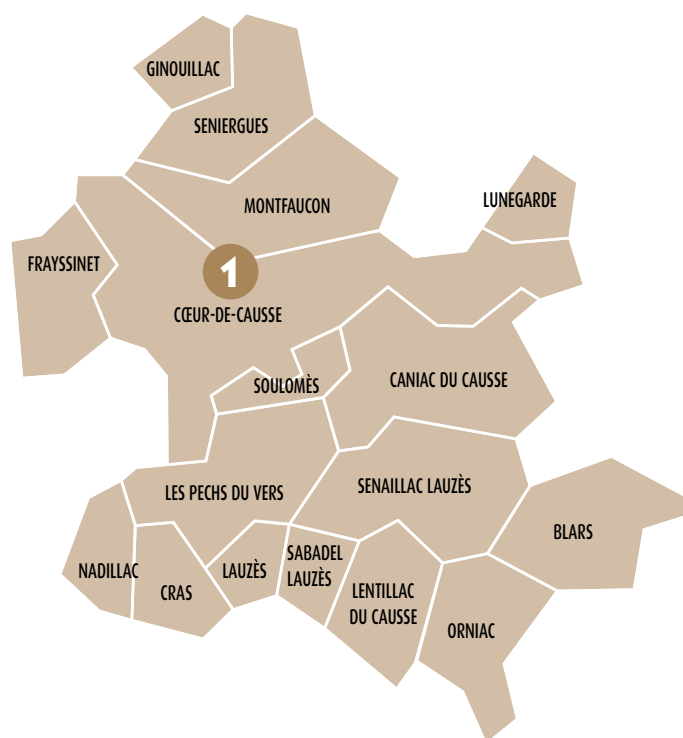 GINOUILLAC
SENIERGUES
MONTFAUCON
LUNEGARDE
FRAYSSINET
1
CŒUR-DE-CAUSSE
SOULOMÈS
CANIAC DU CAUSSE
LES PECHS DU VERS
SENAILLAC LAUZÈS
BLARS
NADILLAC
CRAS
LAUZÈS
SABADEL
LAUZÈS
LENTILLAC
DU CAUSSE
ORNIAC